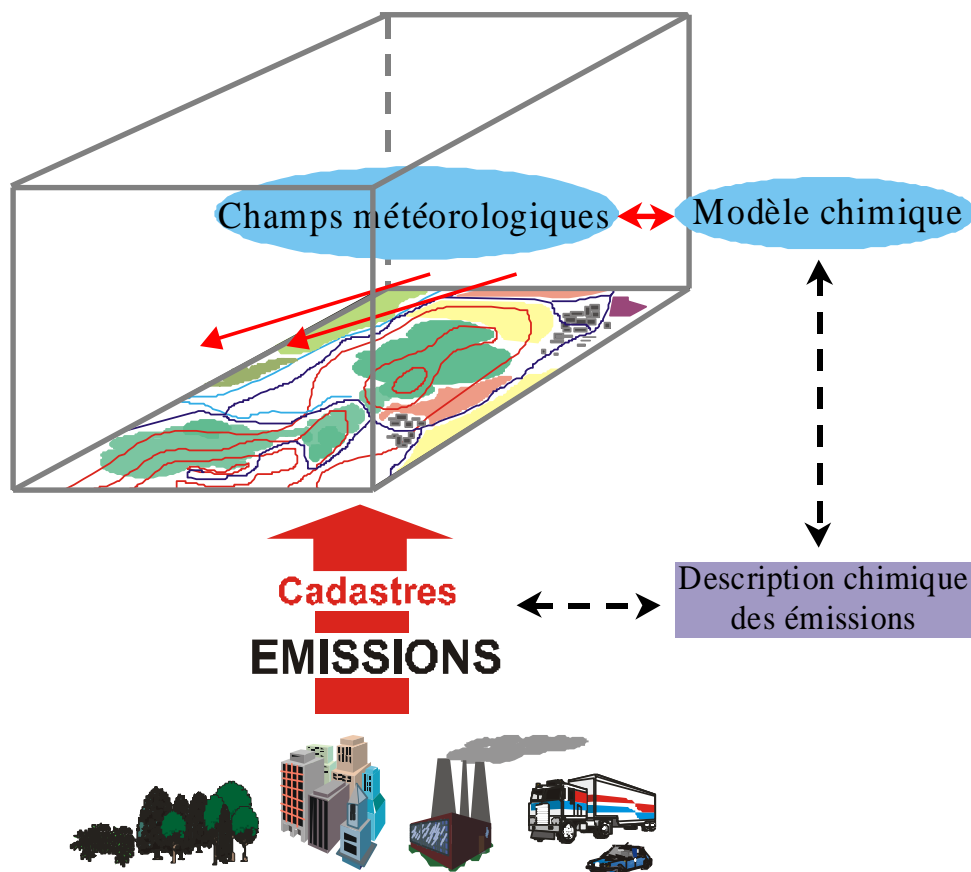 Champs météorologiques
Modèle chimique
Cadastres
EMISSIONS
Description chimique
des émissions